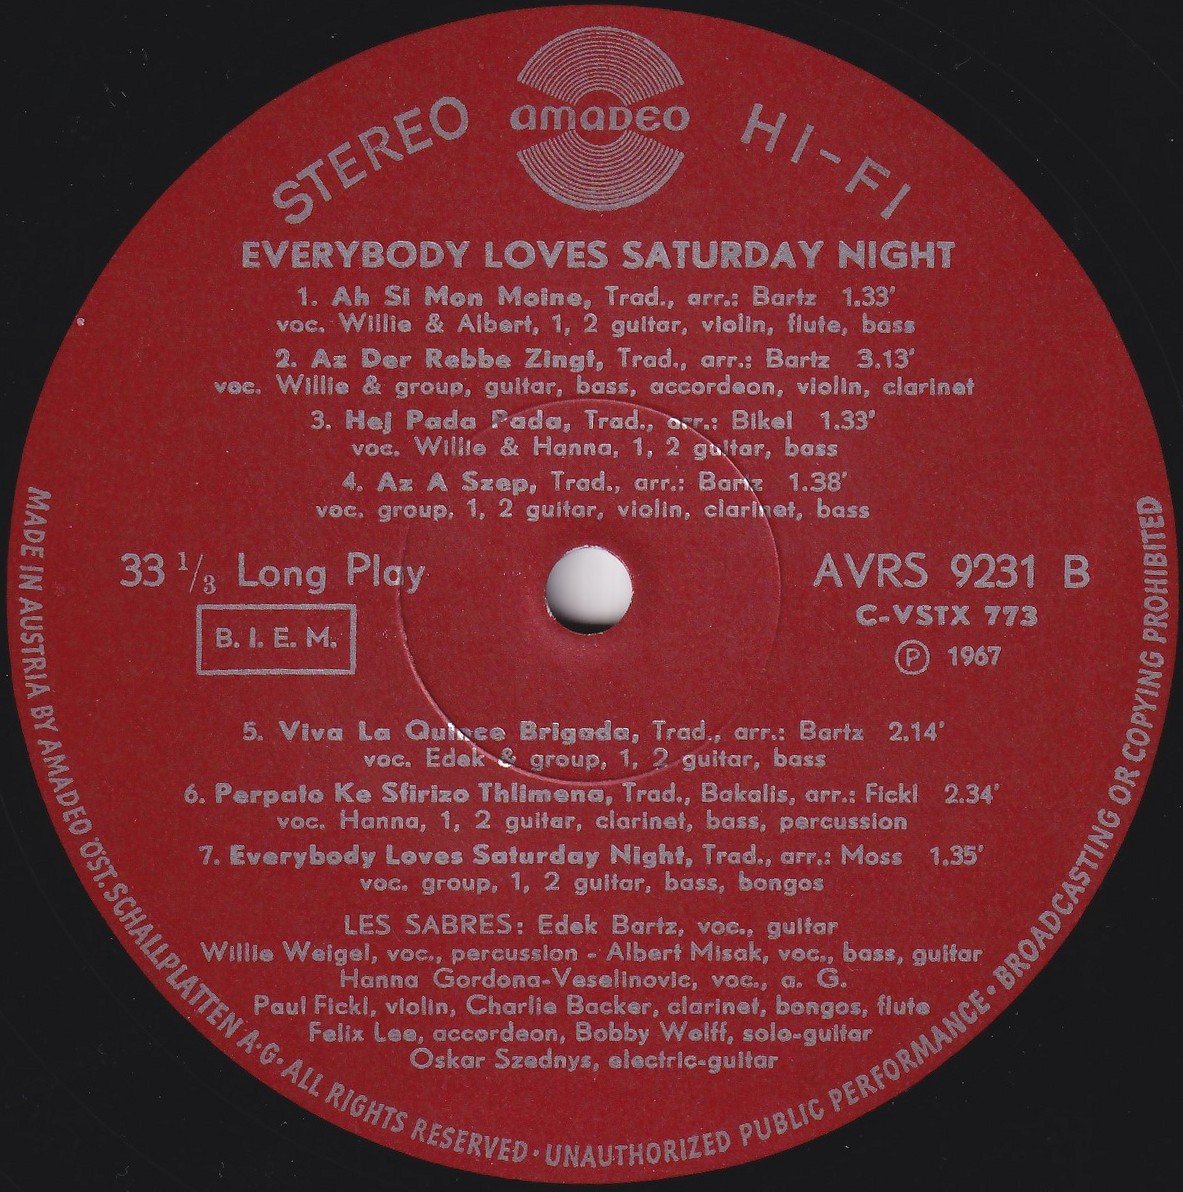 STEREO amadeo HI-FI
EVERYBODY LOVES SATURDAY NIGHT
1. Ah Si Mon Moine, Trad., arr.: Bartz 1.33'
voc. Willie & Albert, 1, 2 guitar, violin, flute, bass
2. Az Der Rebbe Zingt, Trad., arr.: Bartz 3.13'
voc. Willie & group, guitar, bass, accordeon, violin, clarinet
3. Hej Pada Pada, Trad., arr.: Bikel 1.33'
voc. Willie & Hanna, 1, 2 guitar, bass
4. Az A Szep, Trad., arr.: Bartz 1.38'
voc. group, 1, 2 guitar, violin, clarinet, bass
33 1/3 Long Play
B. I. E. M.
AVRS 9231 B
C-VSTX 773
Ⓟ 1967
5. Viva La Quince Brigada, Trad., arr.: Bartz 2.14'
voc. Edek & group, 1, 2 guitar, bass
6. Perpato Ke Sfirizo Thlimena, Trad., Bakalis, arr.: Fickl 2.34'
voc. Hanna, 1, 2 guitar, clarinet, bass, percussion
7. Everybody Loves Saturday Night, Trad., arr.: Moss 1.35'
voc. group, 1, 2 guitar, bass, bongos
LES SABRES: Edek Bartz, voc., guitar
Willie Weigel, voc., percussion - Albert Misak, voc., bass, guitar
Hanna Gordona-Veselinovic, voc., a. G.
Paul Fickl, violin, Charlie Backer, clarinet, bongos, flute
Felix Lee, accordeon, Bobby Wolff, solo-guitar
Oskar Szednys, electric-guitar
MADE IN AUSTRIA BY AMADEO ÖST. SCHALLPLATTEN A·G· ALL RIGHTS RESERVED · UNAUTHORIZED PUBLIC PERFORMANCE · BROADCASTING OR COPYING PROHIBITED